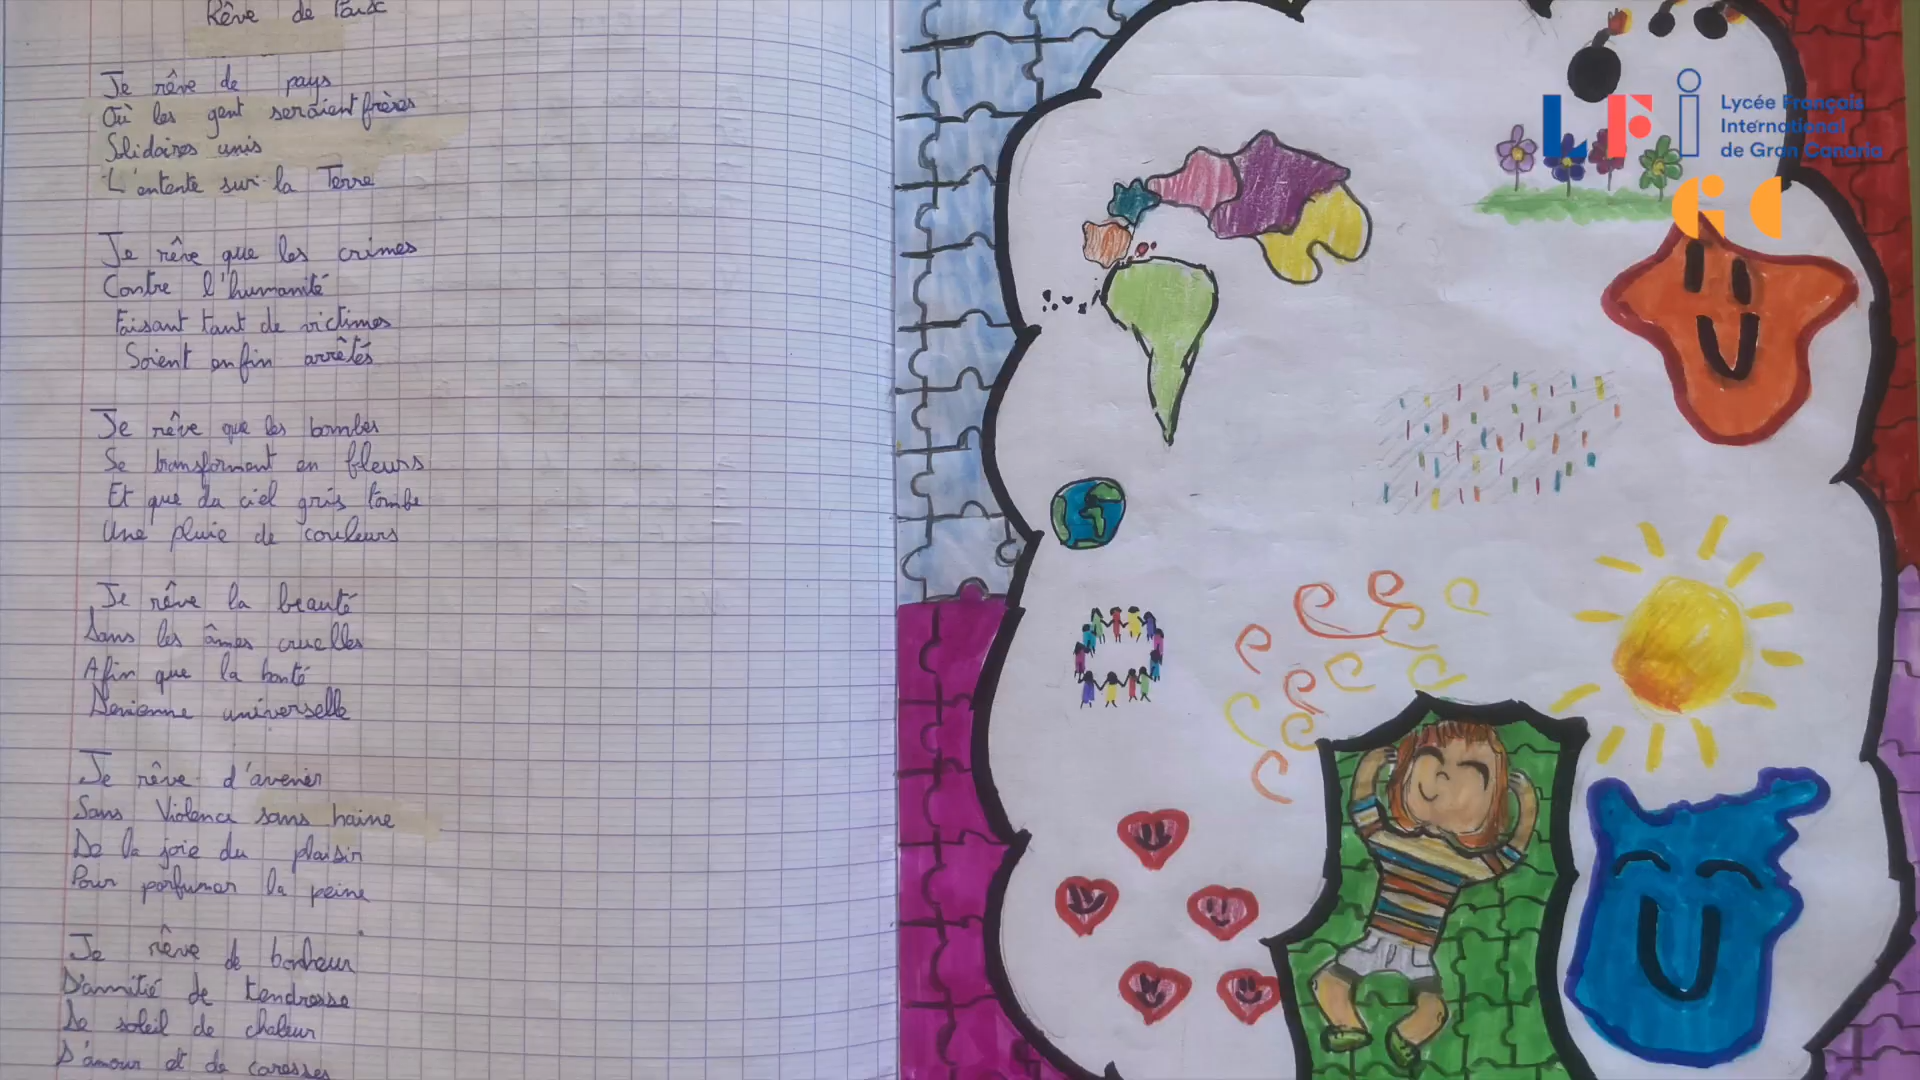 Rêve de Paix
Je rêve de pays
Où les gent seraient frères
Solidaires unis
L'entente sur la Terre
Je rêve que les crimes
Contre l'humanité
Faisant tant de victimes
Soient enfin arrêtés
Je rêve que les bombes
Se transforment en fleurs
Et que du ciel gris tombe
Une pluie de couleurs
Je rêve la beauté
Dans les âmes cruelles
Afin que la bonté
Devienne universelle
Je rêve d'avenir
Sans Violence sans haine
De la joie du plaisir
Pour parfumer la peine
Je rêve de bonheur
D'amitié de tendresse
De soleil de chaleur
D'amour et de caresses
LFi
Lycée Français
International
de Gran Canaria
GC